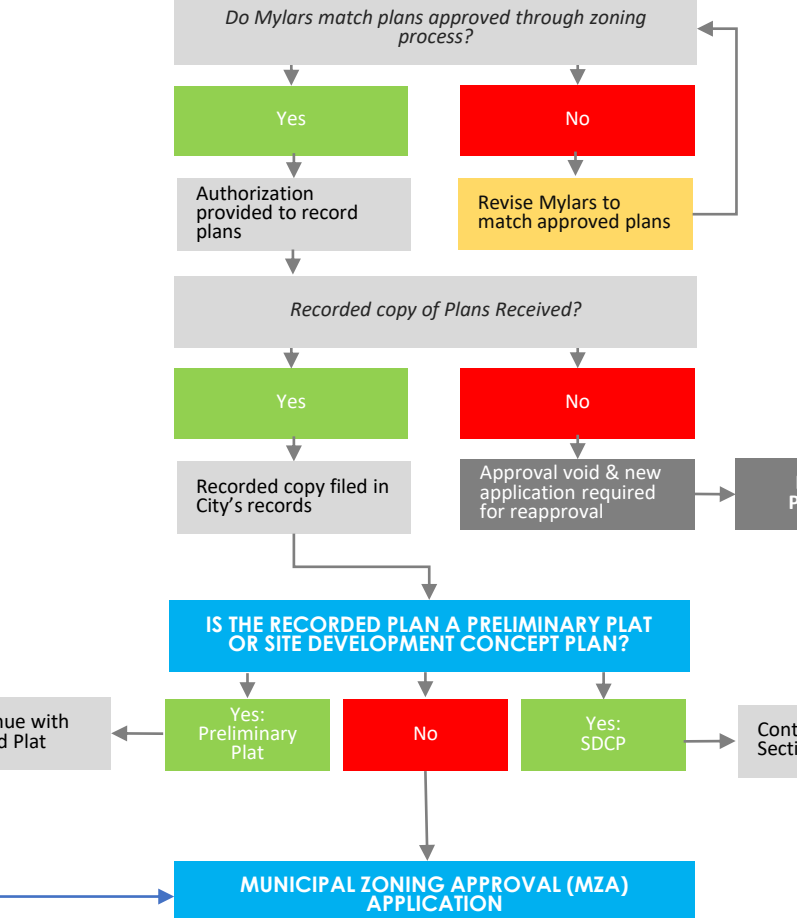 Do Mylars match plans approved through zoning
process?
Yes
No
Authorization
provided to record
plans
Revise Mylars to
match approved plans
Recorded copy of Plans Received?
Yes
No
Recorded copy filed in
City's records
Approval void & new
application required
for reapproval
P
IS THE RECORDED PLAN A PRELIMINARY PLAT
OR SITE DEVELOPMENT CONCEPT PLAN?
with
Plat
Yes:
Preliminary
Plat
No
Yes:
SDCP
MUNICIPAL ZONING APPROVAL (MZA)
APPLICATION